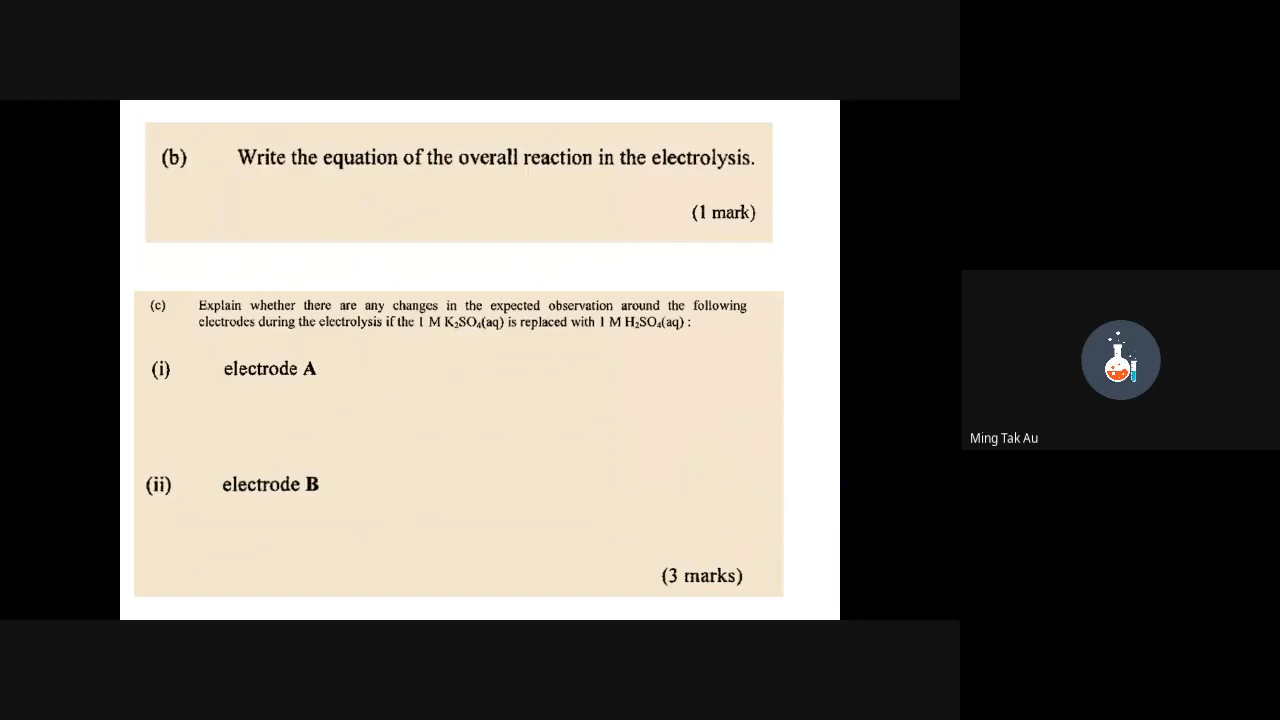 (b) Write the equation of the overall reaction in the electrolysis.
(1 mark)
(c) Explain whether there are any changes in the expected observation around the following
electrodes during the electrolysis if the 1 M K₂SO₄(aq) is replaced with 1 M H₂SO₄(aq) :
(i) electrode A
(ii) electrode B
(3 marks)
Ming Tak Au